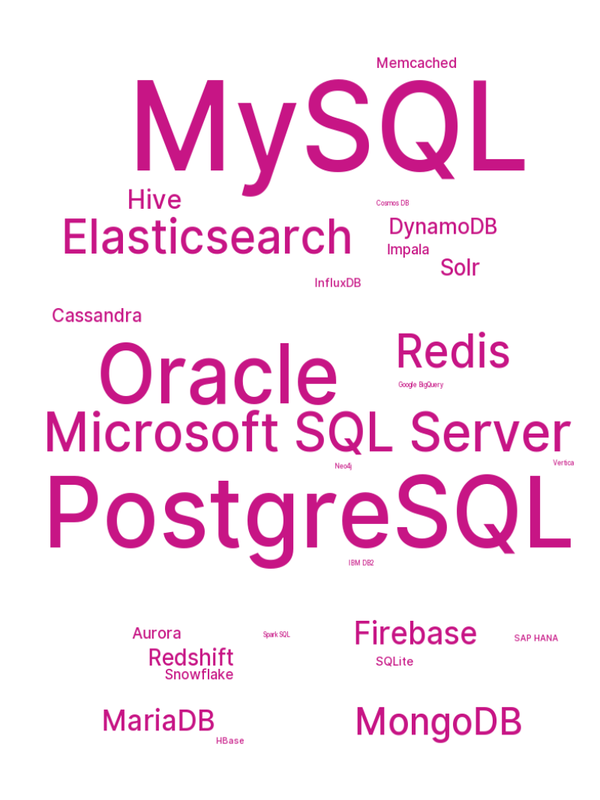 Memcached
MySQL
Hive
Cosmos DB
Elasticsearch
DynamoDB
Impala
Solr
InfluxDB
Cassandra
Oracle
Redis
Google BigQuery
Microsoft SQL Server
Neo4j
Vertica
PostgreSQL
IBM DB2
Aurora
Spark SQL
Firebase
SAP HANA
Redshift
SQLite
Snowflake
MariaDB
MongoDB
HBase